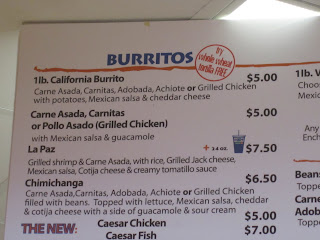 BURRITOS
try whole wheat tortilla FREE
1lb. California Burrito $5.00
Carne Asada, Carnitas, Adobada, Achiote or Grilled Chicken
with potatoes, Mexican salsa & cheddar cheese
Carne Asada, Carnitas $5.00
or Pollo Asado (Grilled Chicken)
with Mexican salsa & guacamole
La Paz + 24 oz. $7.50
Grilled shrimp & Carne Asada, with rice, Grilled Jack cheese,
Mexican salsa, Cotija cheese & creamy tomatillo sauce
Chimichanga $6.50
Carne Asada,Carnitas, Adobada, Achiote or Grilled Chicken
filled with beans. Topped with lettuce, Mexican salsa, cheddar
& cotija cheese with a side of guacamole & sour cream
THE NEW: Caesar Chicken $5.00
Caesar Fish $7.00
1lb. V
Choos
Mexi
Any
Ench
Beans
Toppe
Carne
Adob
Toppe